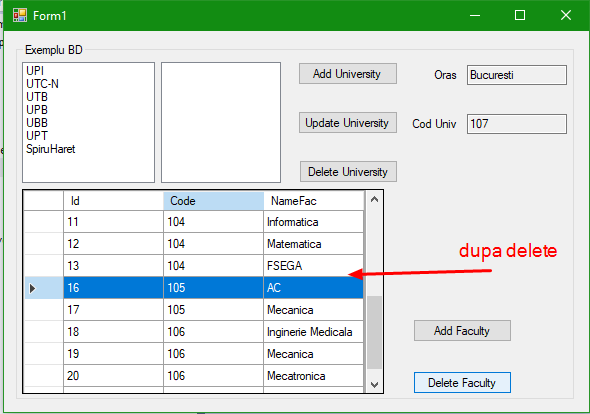 Form1
Exemplu BD
UPI
UTC-N
UTB
UPB
UBB
UPT
SpiruHaret
Add University
Update University
Delete University
Oras Bucuresti
Cod Univ 107
Id Code NameFac
11 104 Informatica
12 104 Matematica
13 104 FSEGA
16 105 AC
17 105 Mecanica
18 106 Inginerie Medicala
19 106 Mecanica
20 106 Mecatronica
dupa delete
Add Faculty
Delete Faculty